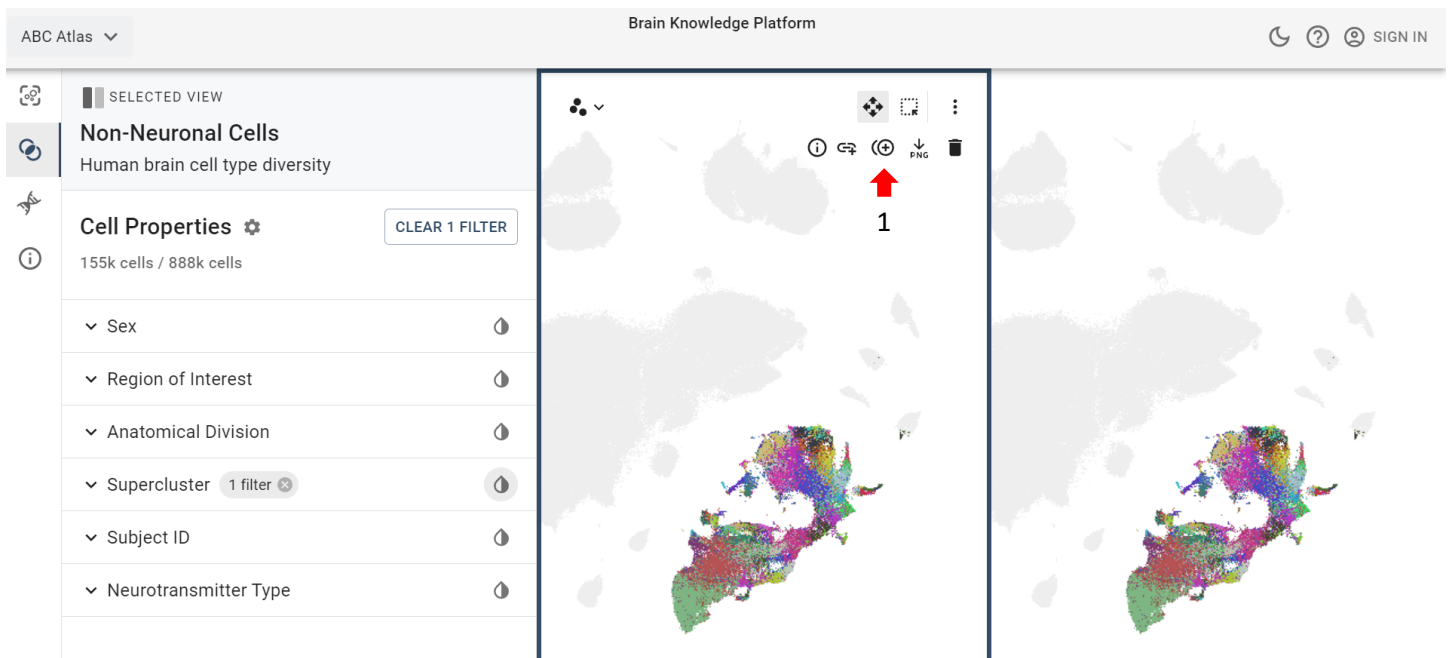 Brain Knowledge Platform
ABC Atlas
SIGN IN
SELECTED VIEW
Non-Neuronal Cells
Human brain cell type diversity
Cell Properties
CLEAR 1 FILTER
155k cells / 888k cells
Sex
Region of Interest
Anatomical Division
Supercluster 1 filter
Subject ID
Neurotransmitter Type
PNG
1